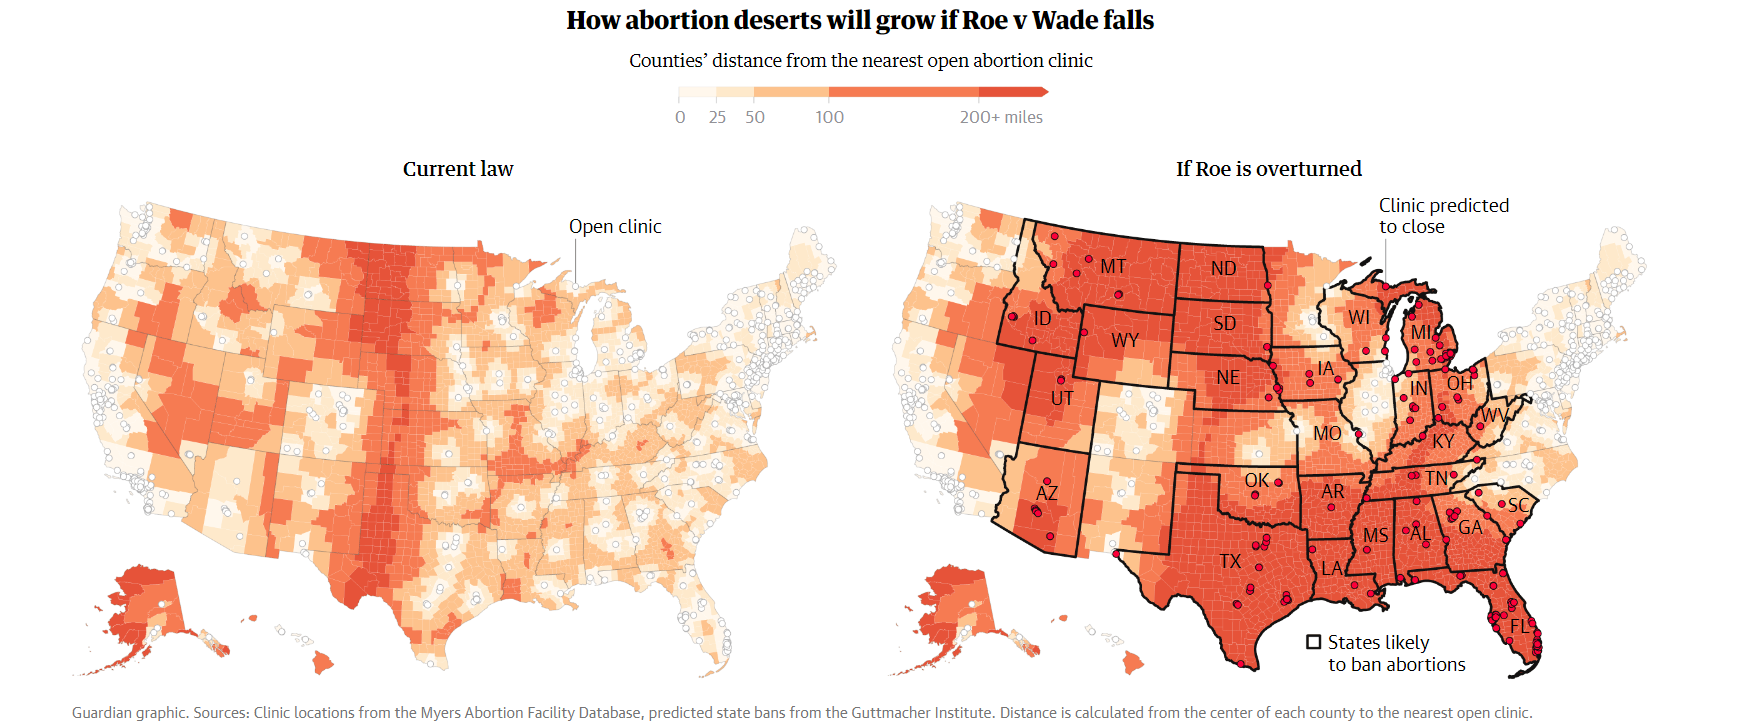 How abortion deserts will grow if Roe v Wade falls
Counties’ distance from the nearest open abortion clinic
0 25 50 100 200+ miles
Current law
If Roe is overturned
Open clinic
Clinic predicted
to close
MT
ND
ID
WY
SD
WI
MI
NE
IA
UT
IN
OH
WV
MO
KY
AZ
OK
AR
TN
SC
MS
AL
GA
TX
LA
FL
States likely
to ban abortions
Guardian graphic. Sources: Clinic locations from the Myers Abortion Facility Database, predicted state bans from the Guttmacher Institute. Distance is calculated from the center of each county to the nearest open clinic.